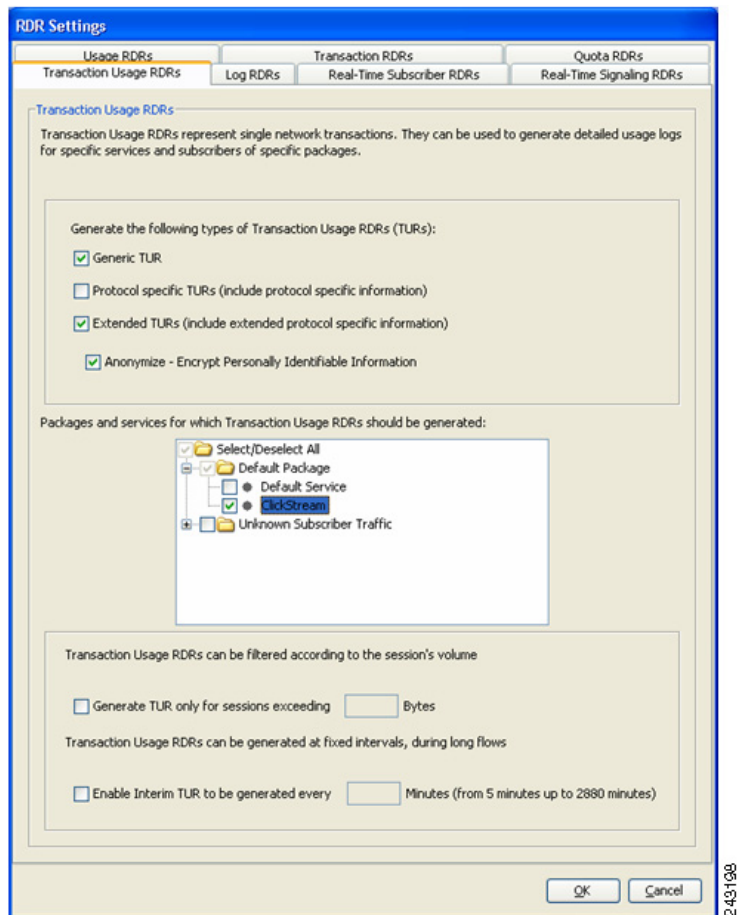 RDR Settings
Usage RDRs
Transaction RDRs
Quota RDRs
Transaction Usage RDRs
Log RDRs
Real-Time Subscriber RDRs
Real-Time Signaling RDRs
Transaction Usage RDRs
Transaction Usage RDRs represent single network transactions. They can be used to generate detailed usage logs
for specific services and subscribers of specific packages.
Generate the following types of Transaction Usage RDRs (TURs):
Generic TUR
Protocol specific TURs (include protocol specific information)
Extended TURs (include extended protocol specific information)
Anonymize - Encrypt Personally Identifiable Information
Packages and services for which Transaction Usage RDRs should be generated:
Select/Deselect All
Default Package
Default Service
ClickStream
Unknown Subscriber Traffic
Transaction Usage RDRs can be filtered according to the session's volume
Generate TUR only for sessions exceeding Bytes
Transaction Usage RDRs can be generated at fixed intervals, during long flows
Enable Interim TUR to be generated every Minutes (from 5 minutes up to 2880 minutes)
OK
Cancel
243198